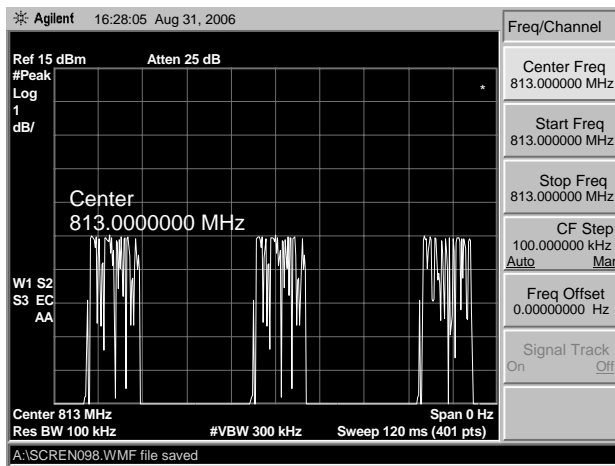 Agilent 16:28:05 Aug 31, 2006
Ref 15 dBm Atten 25 dB
#Peak
Log
1
dB/
*
Center
813.0000000 MHz
W1 S2
S3 EC
AA
Center 813 MHz Span 0 Hz
Res BW 100 kHz #VBW 300 kHz Sweep 120 ms (401 pts)
A:\SCREN098.WMF file saved
Freq/Channel
Center Freq
813.000000 MHz
Start Freq
813.000000 MHz
Stop Freq
813.000000 MHz
CF Step
100.000000 kHz
Auto Man
Freq Offset
0.00000000 Hz
Signal Track
On Off